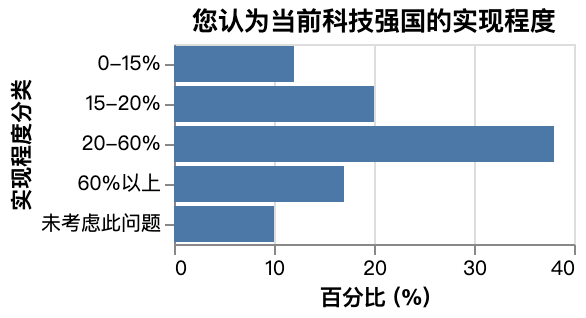 您认为当前科技强国的实现程度
实现程度分类
0–15%
15–20%
20–60%
60%以上
未考虑此问题
0 10 20 30 40
百分比 (%)